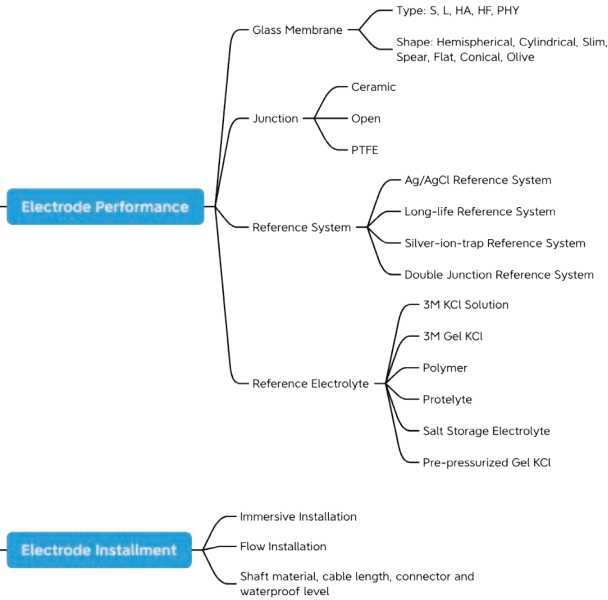 Type: S, L, HA, HF, PHY
Glass Membrane
Shape: Hemispherical, Cylindrical, Slim,
Spear, Flat, Conical, Olive
Ceramic
Junction
Open
PTFE
Electrode Performance
Ag/AgCl Reference System
Long-life Reference System
Reference System
Silver-ion-trap Reference System
Double Junction Reference System
3M KCl Solution
3M Gel KCl
Polymer
Reference Electrolyte
Protelyte
Salt Storage Electrolyte
Pre-pressurized Gel KCl
Electrode Installment
Immersive Installation
Flow Installation
Shaft material, cable length, connector and
waterproof level